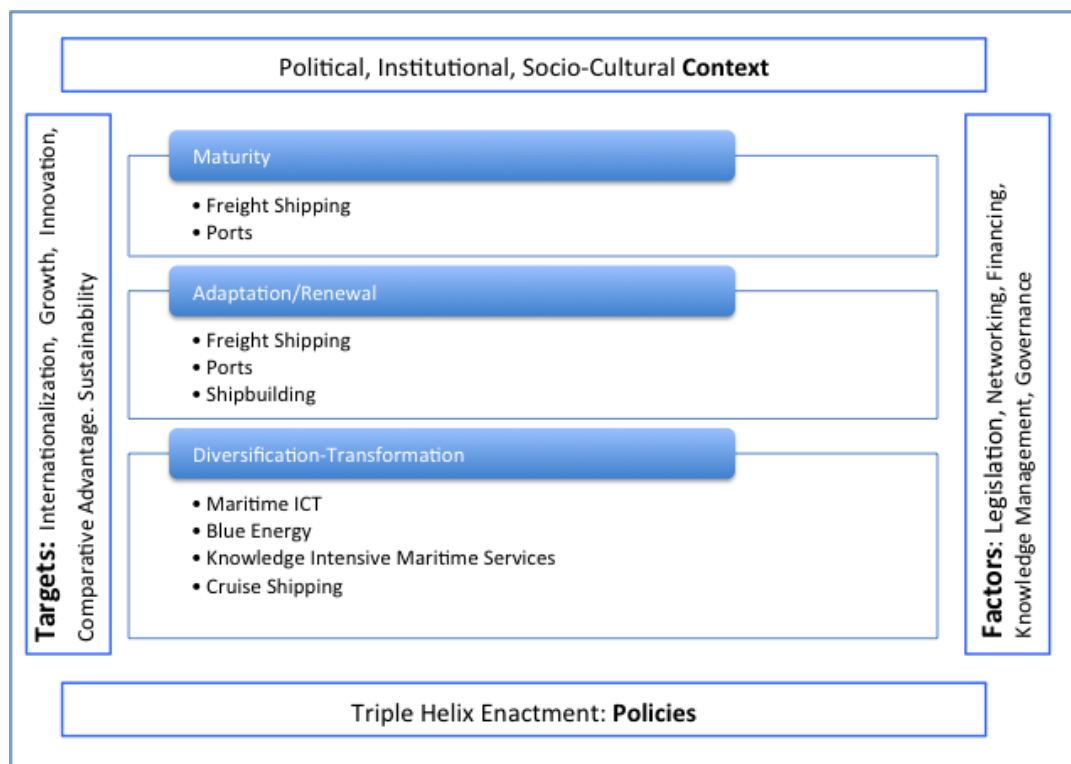 Political, Institutional, Socio-Cultural Context
Targets: Internationalization, Growth, Innovation,
Comparative Advantage. Sustainability
Maturity
• Freight Shipping
• Ports
Adaptation/Renewal
• Freight Shipping
• Ports
• Shipbuilding
Diversification-Transformation
• Maritime ICT
• Blue Energy
• Knowledge Intensive Maritime Services
• Cruise Shipping
Factors: Legislation, Networking, Financing,
Knowledge Management, Governance
Triple Helix Enactment: Policies